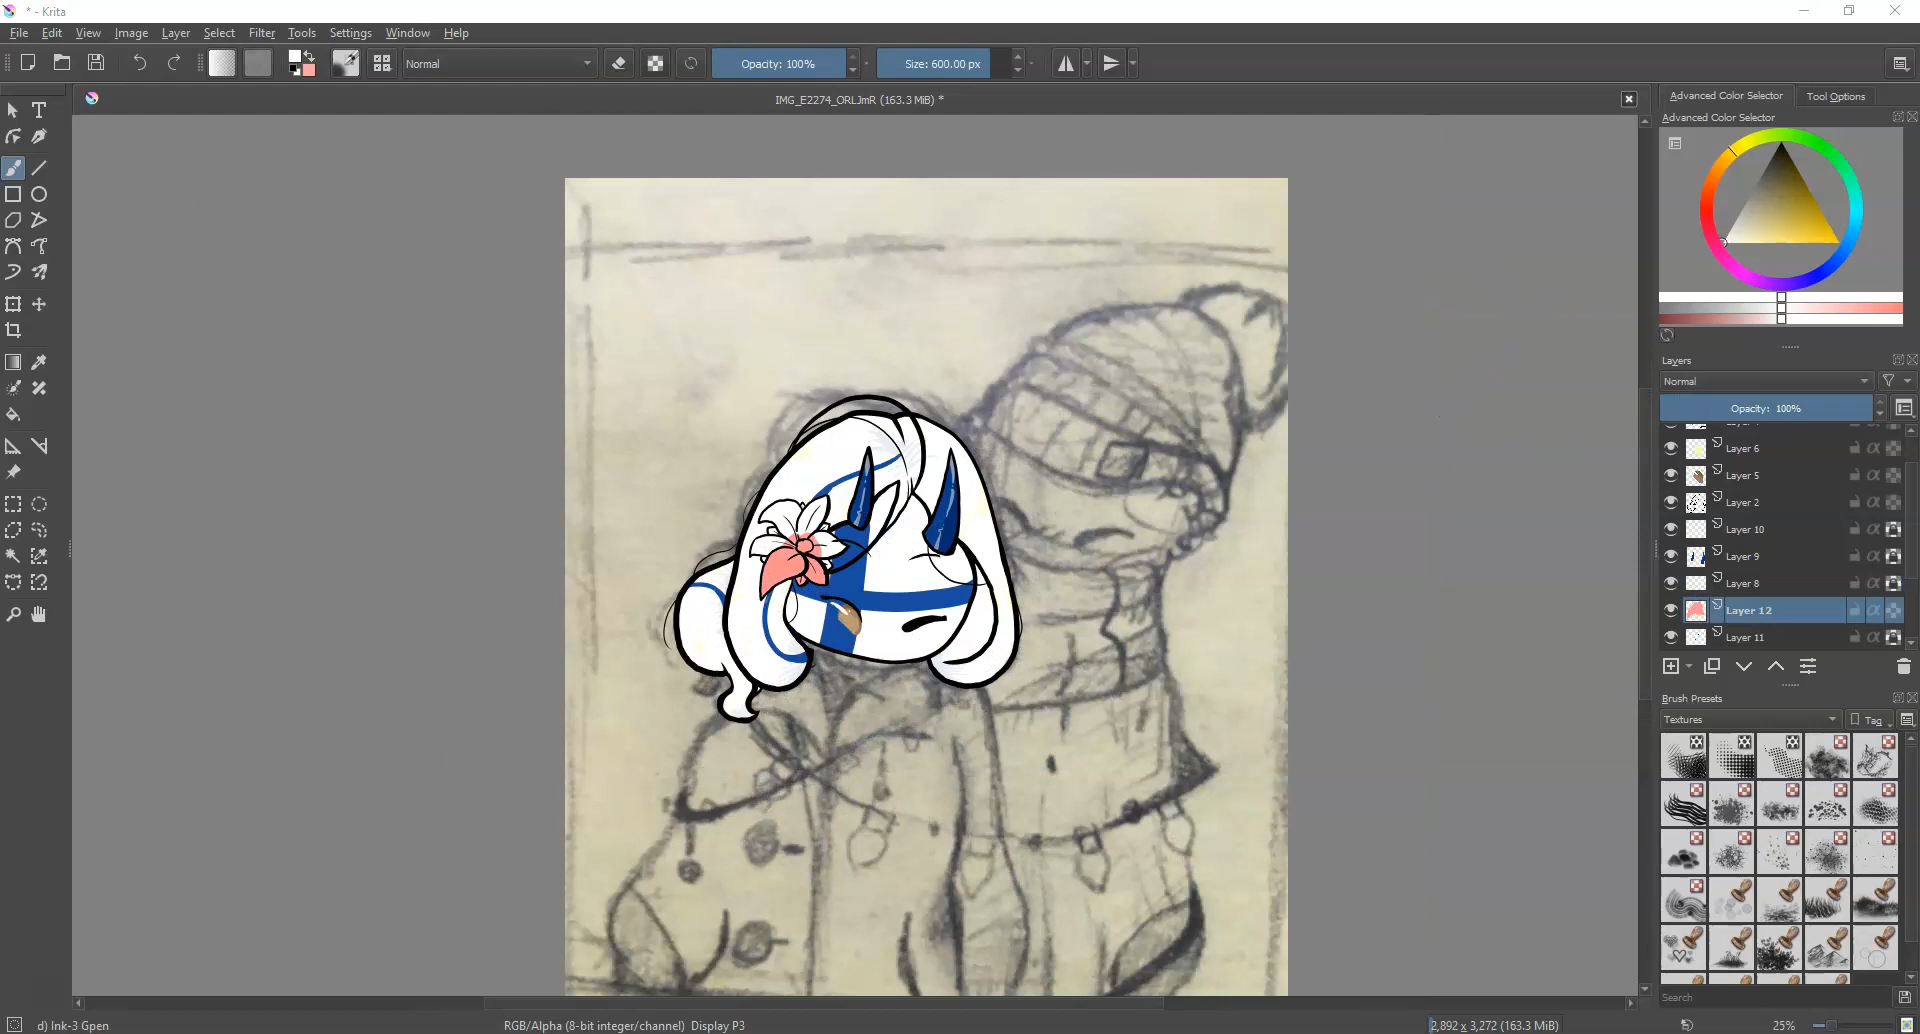 * - Krita
File Edit View Image Layer Select Filter Tools Settings Window Help
Normal Opacity: 100% Size: 600.00 px
IMG_E2274_ORLJmR (163.3 MiB) *
Advanced Color Selector Tool Options
Advanced Color Selector
Layers
Normal
Opacity: 100%
Layer 6
Layer 5
Layer 2
Layer 10
Layer 9
Layer 8
Layer 12
Layer 11
Brush Presets
Textures Tag
Search
d) Ink-3 Gpen RGB/Alpha (8-bit integer/channel) Display P3 2,892 x 3,272 (163.3 MiB) 25%